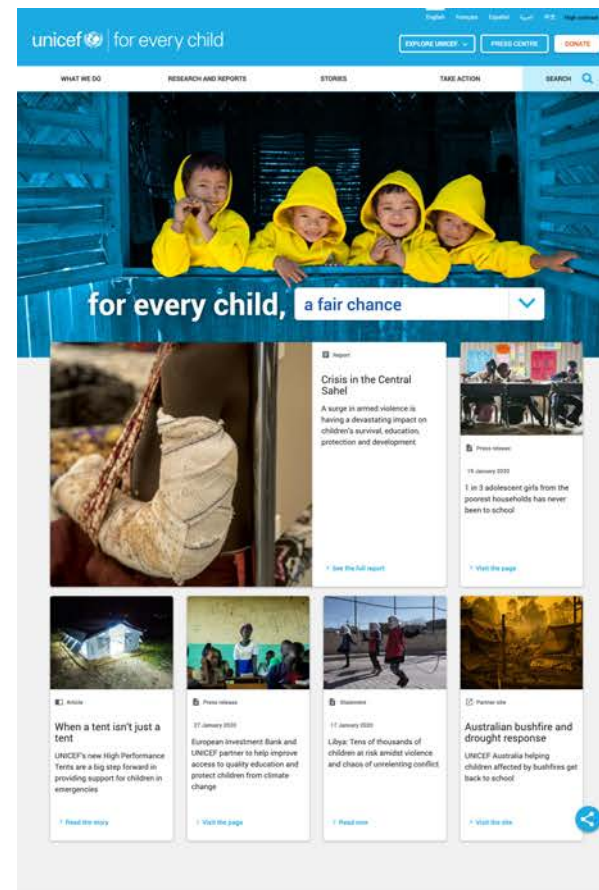 English Français Español العربية 中文 High contrast
unicef for every child
EXPLORE UNICEF PRESS CENTRE DONATE
WHAT WE DO RESEARCH AND REPORTS STORIES TAKE ACTION SEARCH
for every child, a fair chance
Report
Crisis in the Central
Sahel
A surge in armed violence is
having a devastating impact on
children's survival, education,
protection and development
› See the full report
Press release
19 January 2020
1 in 3 adolescent girls from the
poorest households has never
been to school
› Visit the page
Article
When a tent isn't just a
tent
UNICEF's new High Performance
Tents are a big step forward in
providing support for children in
emergencies
› Read the story
Press release
27 January 2020
European Investment Bank and
UNICEF partner to help improve
access to quality education and
protect children from climate
change
› Visit the page
Statement
17 January 2020
Libya: Tens of thousands of
children at risk amidst violence
and chaos of unrelenting conflict
› Read now
Partner site
Australian bushfire and
drought response
UNICEF Australia helping
children affected by bushfires get
back to school
› Visit the site